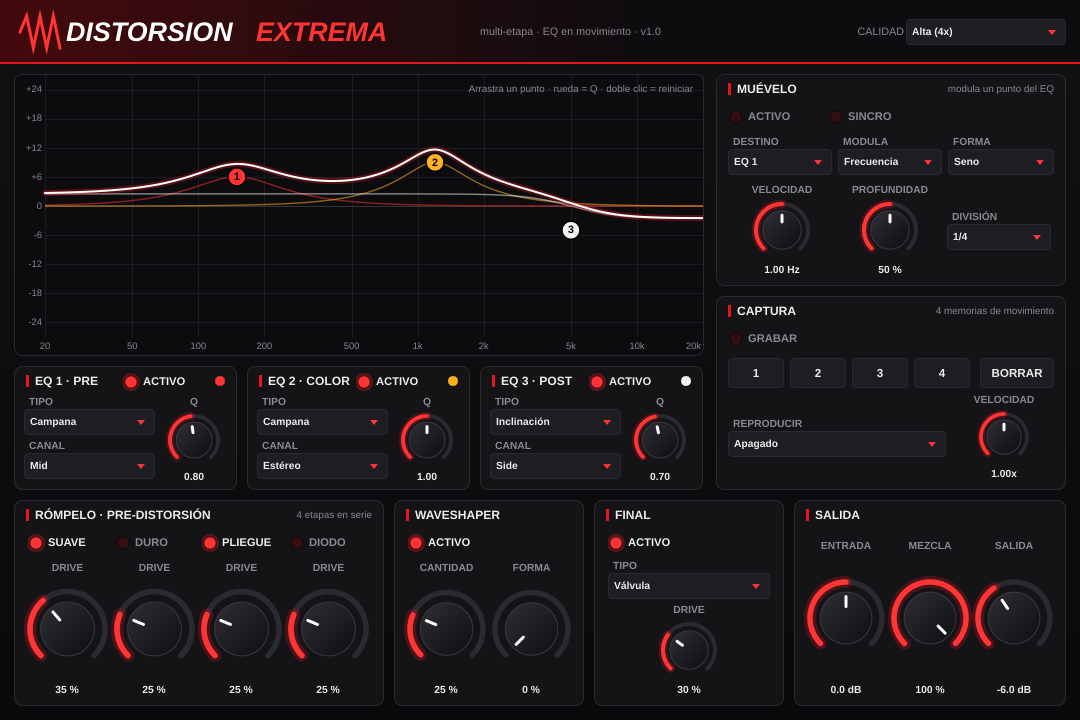 DISTORSION EXTREMA
multi-etapa · EQ en movimiento · v1.0
CALIDAD Alta (4x)
Arrastra un punto · rueda = Q · doble clic = reiniciar
+24
+18
+12
+6
0
-6
-12
-18
-24
1
2
3
20 50 100 200 500 1k 2k 5k 10k 20k
MUÉVELO modula un punto del EQ
ACTIVO SINCRO
DESTINO MODULA FORMA
EQ 1 Frecuencia Seno
VELOCIDAD PROFUNDIDAD
DIVISIÓN
1/4
1.00 Hz 50 %
CAPTURA 4 memorias de movimiento
GRABAR
1 2 3 4 BORRAR
VELOCIDAD
REPRODUCIR
Apagado
1.00x
EQ 1 · PRE ACTIVO
TIPO Q
Campana
CANAL
Mid
0.80
EQ 2 · COLOR ACTIVO
TIPO Q
Campana
CANAL
Estéreo
1.00
EQ 3 · POST ACTIVO
TIPO Q
Inclinación
CANAL
Side
0.70
RÓMPELO · PRE-DISTORSIÓN 4 etapas en serie
SUAVE DURO PLIEGUE DIODO
DRIVE DRIVE DRIVE DRIVE
35 % 25 % 25 % 25 %
WAVESHAPER
ACTIVO
CANTIDAD FORMA
25 % 0 %
FINAL
ACTIVO
TIPO
Válvula
DRIVE
30 %
SALIDA
ENTRADA MEZCLA SALIDA
0.0 dB 100 % -6.0 dB